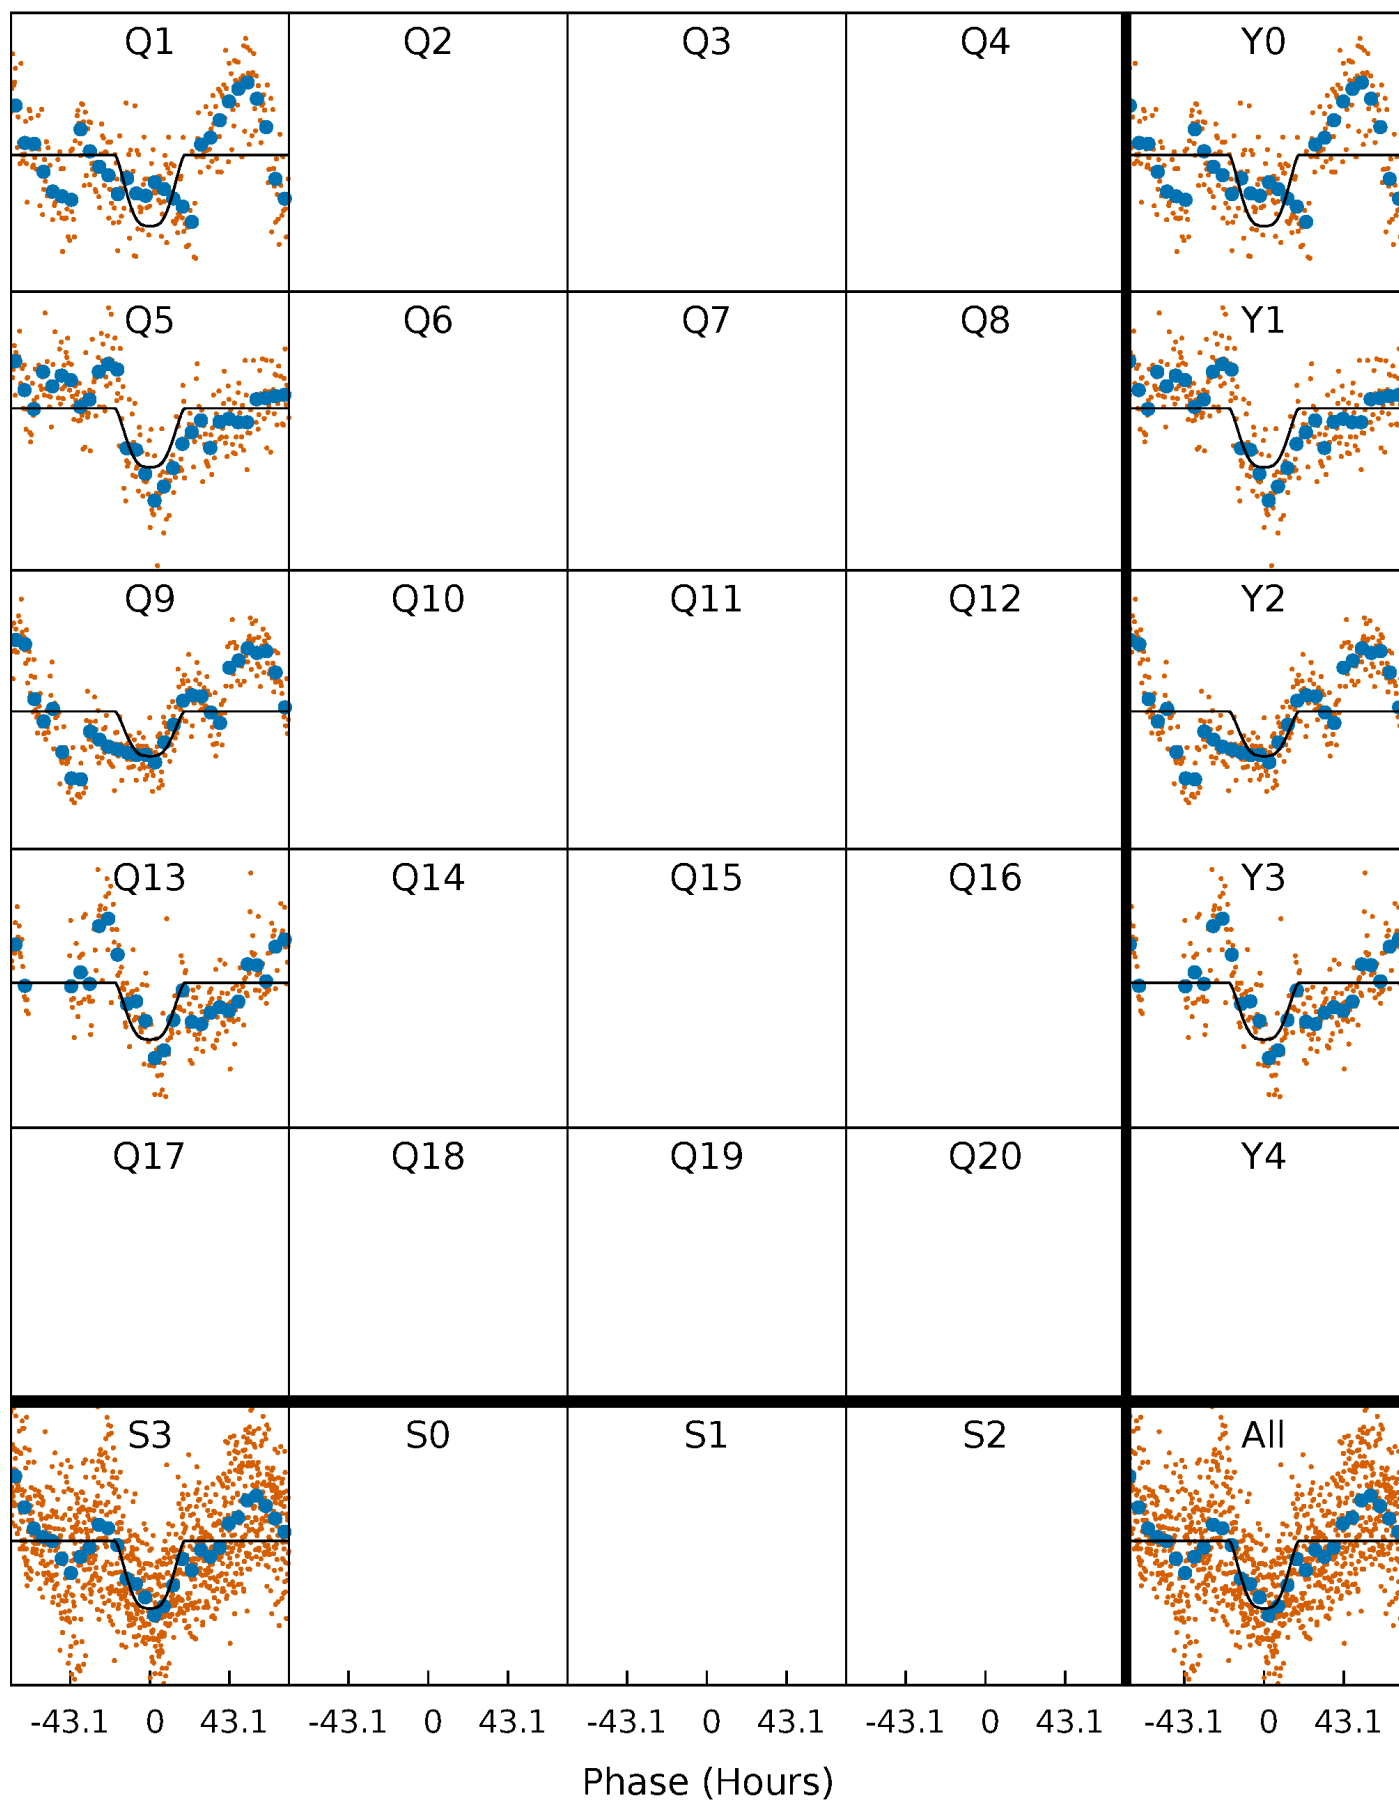 Q1 Q2 Q3 Q4 Y0
Q5 Q6 Q7 Q8 Y1
Q9 Q10 Q11 Q12 Y2
Q13 Q14 Q15 Q16 Y3
Q17 Q18 Q19 Q20 Y4
S3 S0 S1 S2 All
-43.1 0 43.1 -43.1 0 43.1 -43.1 0 43.1 -43.1 0 43.1 -43.1 0 43.1
Phase (Hours)